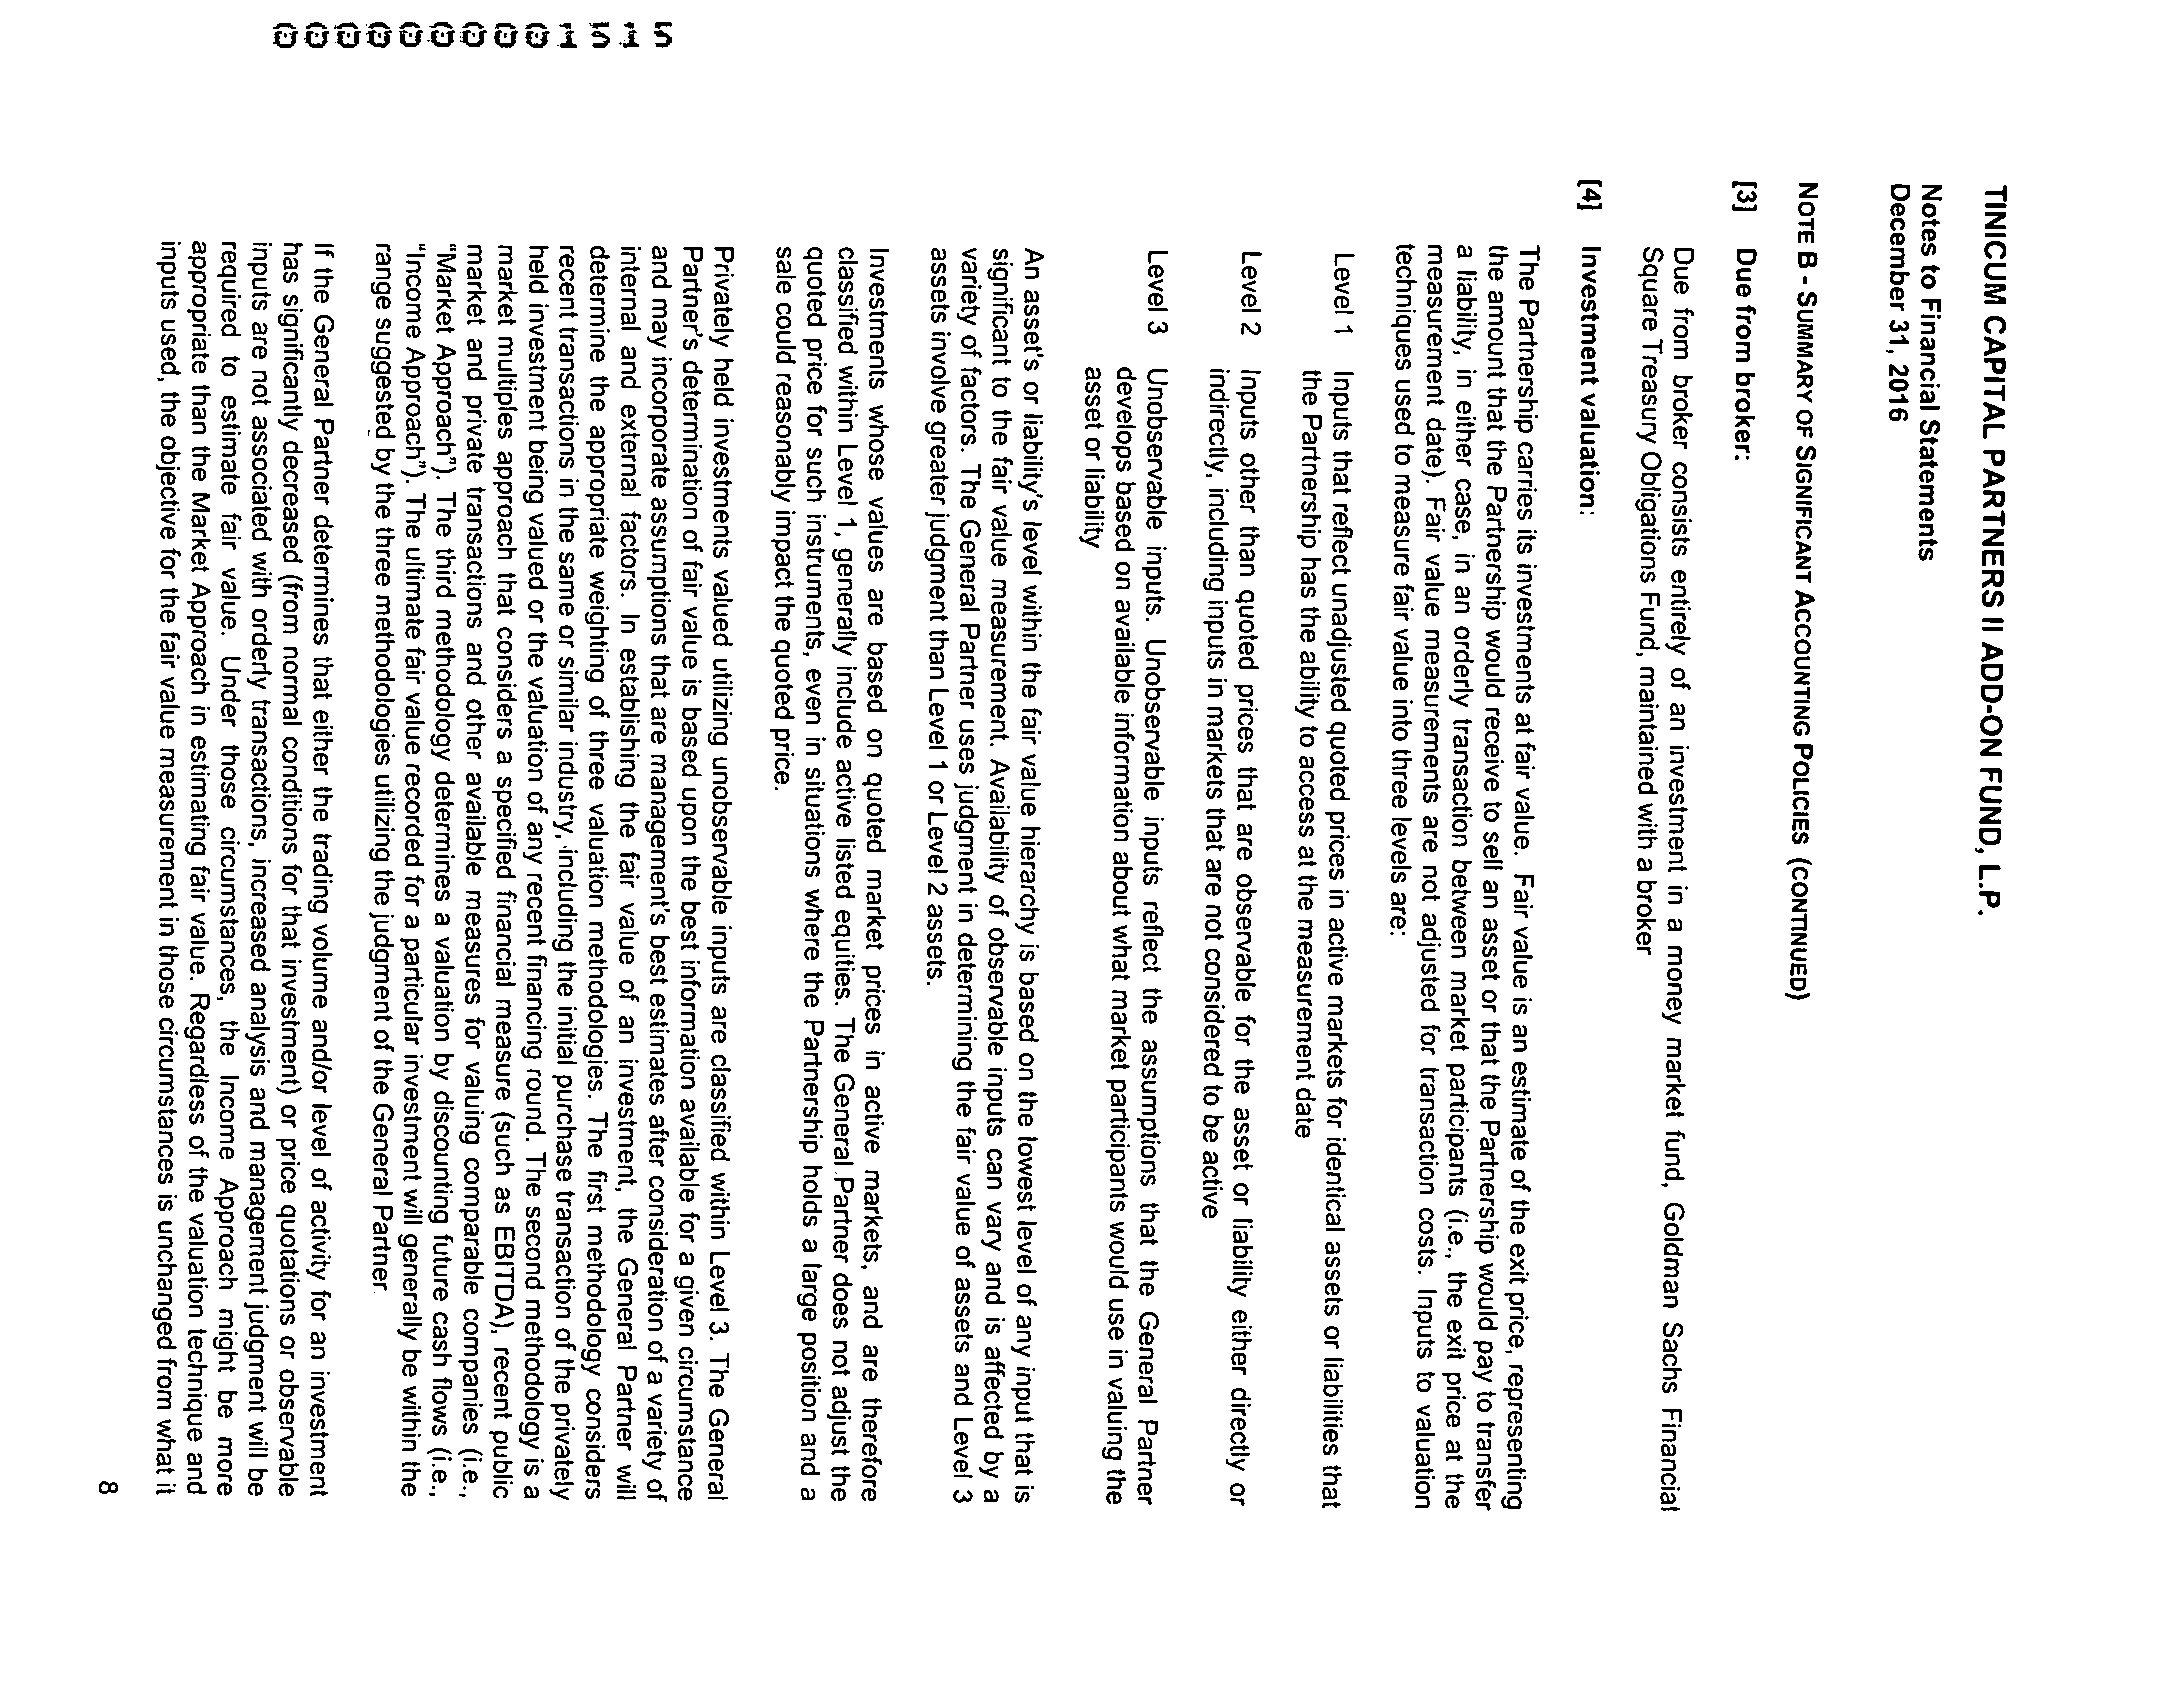 TINICUM CAPITAL PARTNERS II ADD-ON FUND, L.P.
Notes to Financial Statements
December 31, 2016
NOTE B - SUMMARY OF SIGNIFICANT ACCOUNTING POLICIES (CONTINUED)
[3] Due from broker:
Due from broker consists entirely of an investment in a money market fund, Goldman Sachs Financial
Square Treasury Obligations Fund, maintained with a broker
[4] Investment valuation:
The Partnership carries its investments at fair value. Fair value is an estimate of the exit price, representing
the amount that the Partnership would receive to sell an asset or that the Partnership would pay to transfer
a liability, in either case, in an orderly transaction between market participants (i.e., the exit price at the
measurement date). Fair value measurements are not adjusted for transaction costs. Inputs to valuation
techniques used to measure fair value into three levels are:
Level 1 Inputs that reflect unadjusted quoted prices in active markets for identical assets or liabilities that
the Partnership has the ability to access at the measurement date
Level 2 Inputs other than quoted prices that are observable for the asset or liability either directly or
indirectly, including inputs in markets that are not considered to be active
Level 3 Unobservable inputs. Unobservable inputs reflect the assumptions that the General Partner
develops based on available information about what market participants would use in valuing the
asset or liability
An asset's or liability's level within the fair value hierarchy is based on the lowest level of any input that is
significant to the fair value measurement. Availability of observable inputs can vary and is affected by a
variety of factors. The General Partner uses judgment in determining the fair value of assets and Level 3
assets involve greater judgment than Level 1 or Level 2 assets.
Investments whose values are based on quoted market prices in active markets, and are therefore
classified within Level 1, generally include active listed equities. The General Partner does not adjust the
quoted price for such instruments, even in situations where the Partnership holds a large position and a
sale could reasonably impact the quoted price.
Privately held investments valued utilizing unobservable inputs are classified within Level 3. The General
Partner's determination of fair value is based upon the best information available for a given circumstance
and may incorporate assumptions that are management's best estimates after consideration of a variety of
internal and external factors. In establishing the fair value of an investment, the General Partner will
determine the appropriate weighting of three valuation methodologies. The first methodology considers
recent transactions in the same or similar industry, including the initial purchase transaction of the privately
held investment being valued or the valuation of any recent financing round. The second methodology is a
market multiples approach that considers a specified financial measure (such as EBITDA), recent public
market and private transactions and other available measures for valuing comparable companies (i.e.,
"Market Approach"). The third methodology determines a valuation by discounting future cash flows (i.e.,
"Income Approach"). The ultimate fair value recorded for a particular investment will generally be within the
range suggested by the three methodologies utilizing the judgment of the General Partner
If the General Partner determines that either the trading volume and/or level of activity for an investment
has significantly decreased (from normal conditions for that investment) or price quotations or observable
inputs are not associated with orderly transactions, increased analysis and management judgment will be
required to estimate fair value. Under those circumstances, the Income Approach might be more
appropriate than the Market Approach in estimating fair value. Regardless of the valuation technique and
inputs used, the objective for the fair value measurement in those circumstances is unchanged from what it
8
0000000001515